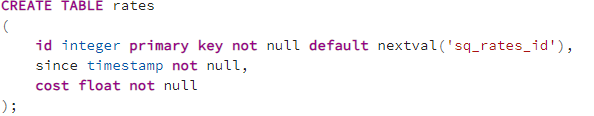 CREATE TABLE rates
(
    id integer primary key not null default nextval('sq_rates_id'),
    since timestamp not null,
    cost float not null
);